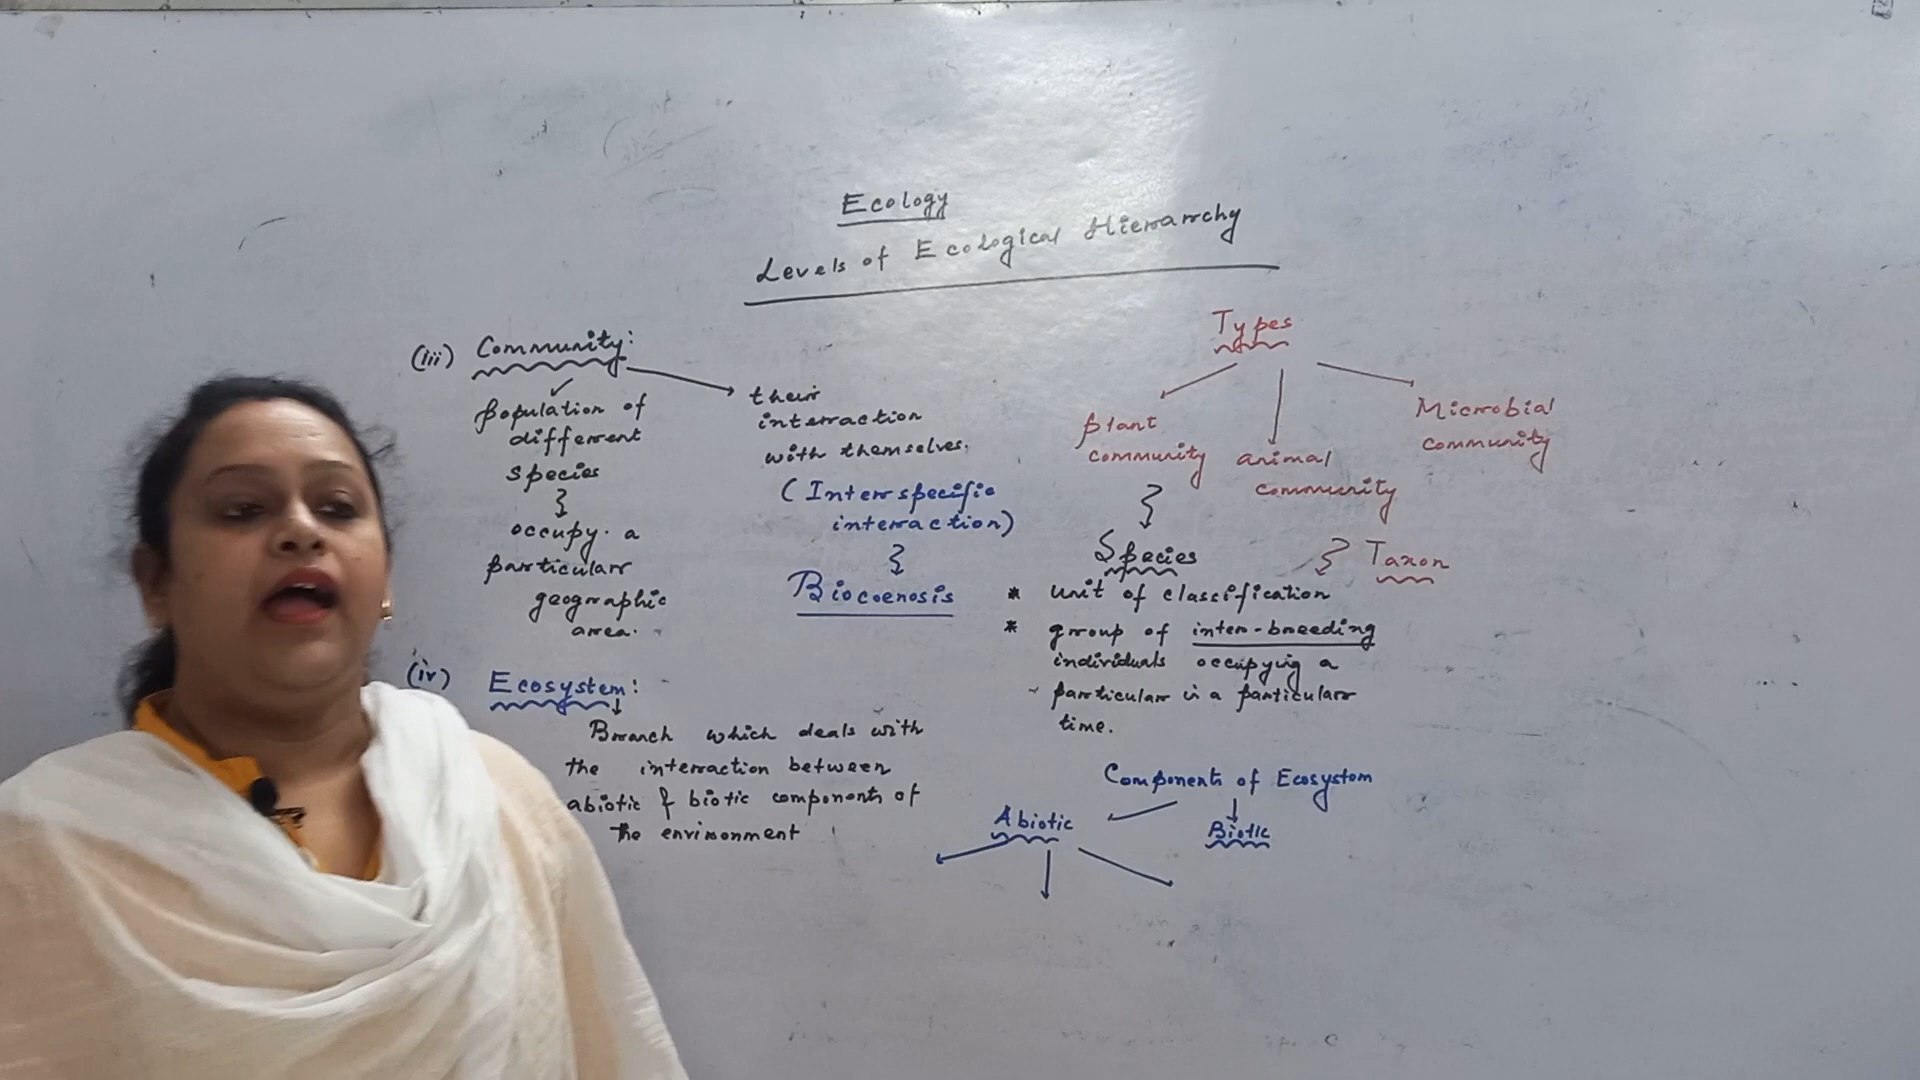 Ecology
Levels of Ecological Hierarchy
(iii) Community:
population of
different
species
occupy a
particular
geographic
area.
their
interaction
with themselves.
(Interspecific
interaction)
Biocoenosis
Types
plant
community
animal
community
Microbial
community
Species
Taxon
* unit of classification
* group of inter-breeding
individuals occupying a
particular in a particular
time.
(iv) Ecosystem:
Branch which deals with
the interaction between
abiotic & biotic components of
the environment
Components of Ecosystem
Abiotic
Biotic